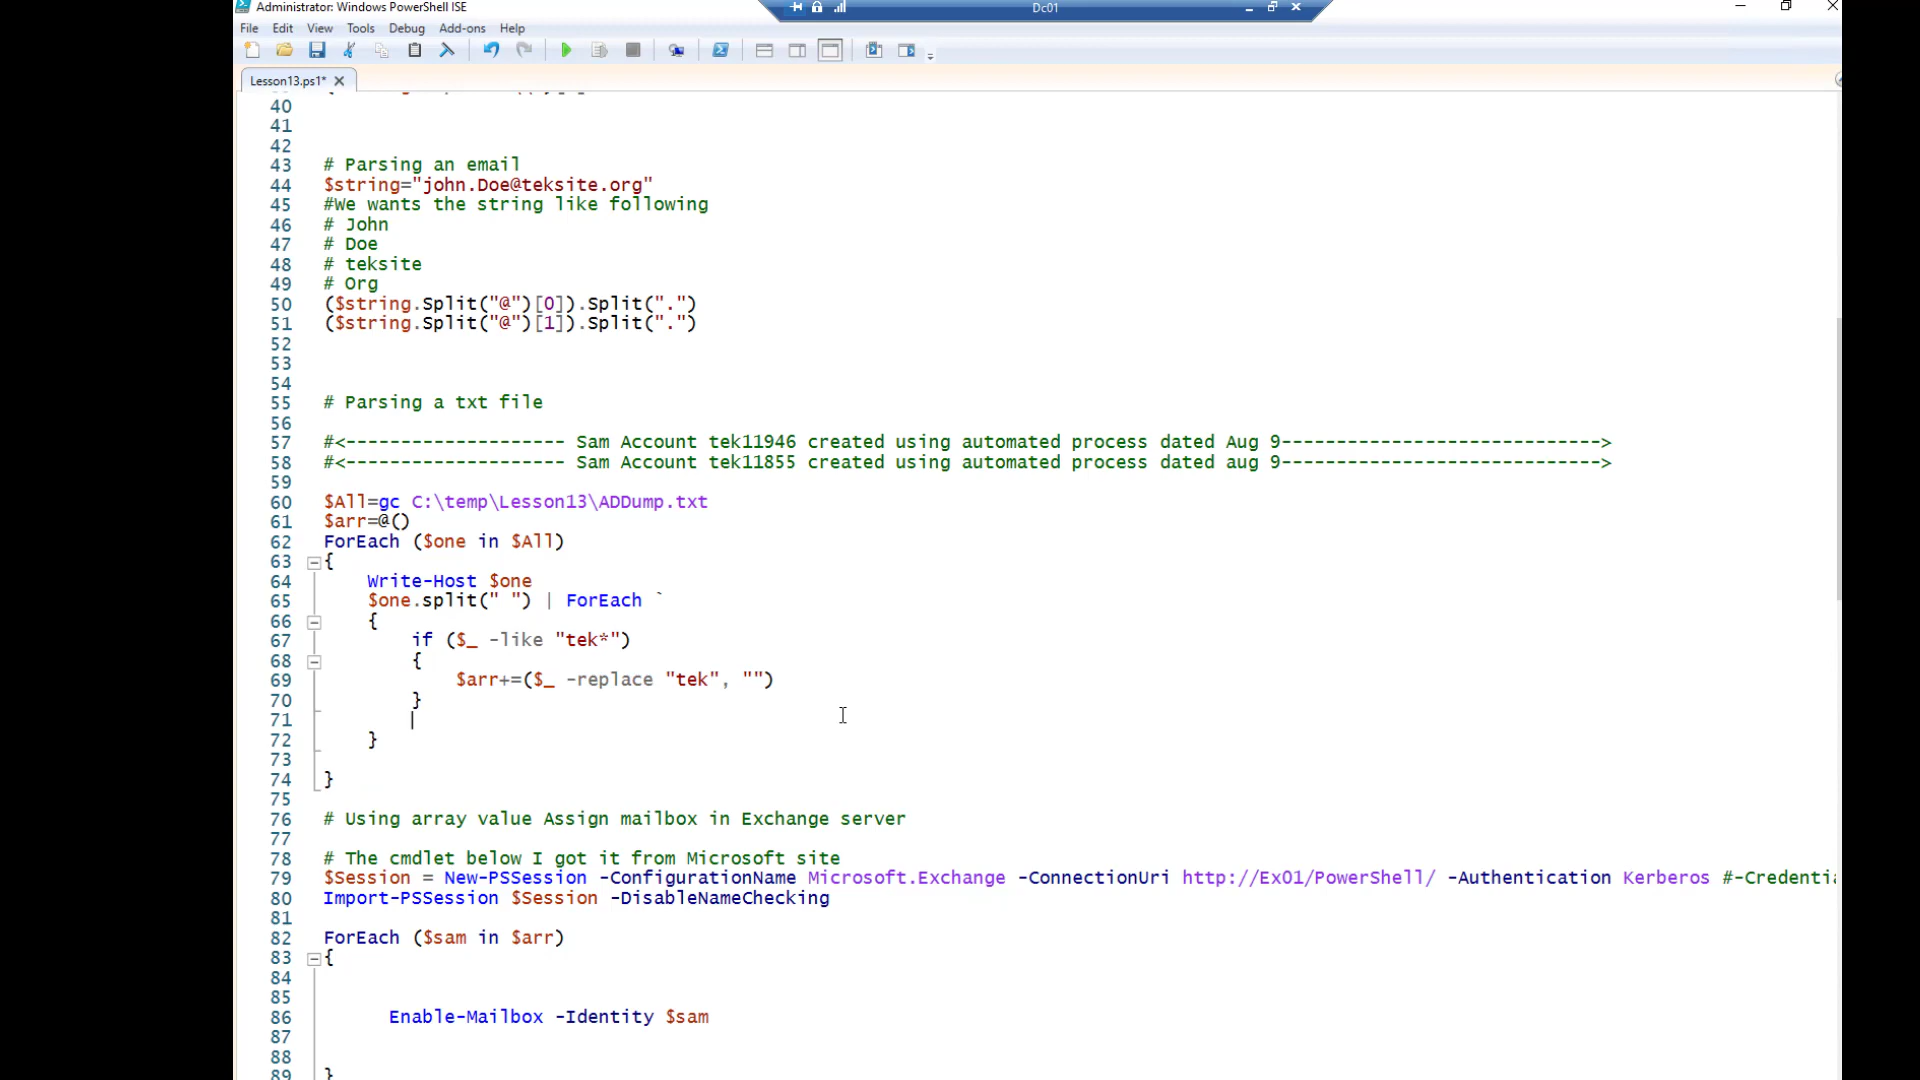 Administrator: Windows PowerShell ISE
Dc01
File Edit View Tools Debug Add-ons Help
Lesson13.ps1*
40
41
42
43 # Parsing an email
44 $string="john.Doe@teksite.org"
45 #We wants the string like following
46 # John
47 # Doe
48 # teksite
49 # Org
50 ($string.Split("@")[0]).Split(".")
51 ($string.Split("@")[1]).Split(".")
52
53
54
55 # Parsing a txt file
56
57 #<-------------------- Sam Account tek11946 created using automated process dated Aug 9----------------------------->
58 #<-------------------- Sam Account tek11855 created using automated process dated aug 9----------------------------->
59
60 $All=gc C:\temp\Lesson13\ADDump.txt
61 $arr=@()
62 ForEach ($one in $All)
63 {
64 Write-Host $one
65 $one.split(" ") | ForEach `
66 {
67 if ($_ -like "tek*")
68 {
69 $arr+=($_ -replace "tek", "")
70 }
71
72 }
73
74 }
75
76 # Using array value Assign mailbox in Exchange server
77
78 # The cmdlet below I got it from Microsoft site
79 $Session = New-PSSession -ConfigurationName Microsoft.Exchange -ConnectionUri http://Ex01/PowerShell/ -Authentication Kerberos #-Credentia
80 Import-PSSession $Session -DisableNameChecking
81
82 ForEach ($sam in $arr)
83 {
84
85
86 Enable-Mailbox -Identity $sam
87
88
89 }